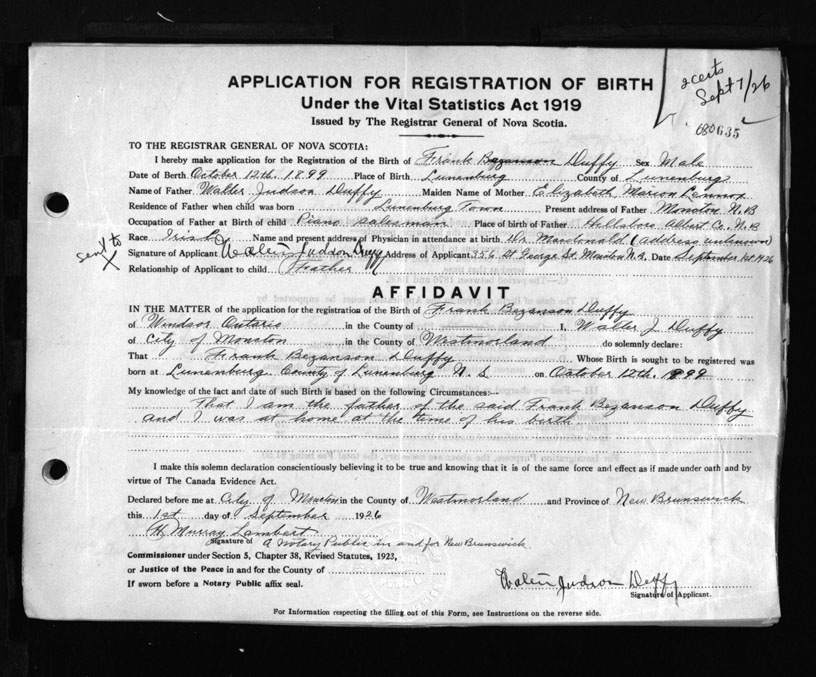 APPLICATION FOR REGISTRATION OF BIRTH
Under the Vital Statistics Act 1919
Issued by The Registrar General of Nova Scotia.
2 certs
Sept 7/26
680635
TO THE REGISTRAR GENERAL OF NOVA SCOTIA:
I hereby make application for the Registration of the Birth of Frank Bezanson Duffy Sex Male
Date of Birth October 12th. 1899 Place of Birth Lunenburg County of Lunenburg
Name of Father Walter Judson Duffy Maiden Name of Mother Elizabeth Marion Lennox
Residence of Father when child was born Lunenburg Town Present address of Father Moncton N.B
Occupation of Father at Birth of child Piano salesman Place of birth of Father Hillsboro Albert Co. N.B
Race Irish Name and present address of Physician in attendance at birth Dr Macdonald (address unknown)
sent to X
Signature of Applicant Walter Judson Duffy Address of Applicant 356 St George St. Moncton N.B. Date September 1st 1926
Relationship of Applicant to child Father
AFFIDAVIT
IN THE MATTER of the application for the registration of the Birth of Frank Bezanson Duffy
of Windsor Ontario in the County of I, Walter J Duffy
of City of Moncton in the County of Westmorland do solemnly declare:
That Frank Bezanson Duffy Whose Birth is sought to be registered was
born at Lunenburg County of Lunenburg N.S on October 12th. 1899
My knowledge of the fact and date of such Birth is based on the following Circumstances:—
That I am the father of the said Frank Bezanson Duffy
and I was at home at the time of his birth
I make this solemn declaration conscientiously believing it to be true and knowing that it is of the same force and effect as if made under oath and by
virtue of The Canada Evidence Act.
Declared before me at City of Moncton in the County of Westmorland and Province of New Brunswick
this 1st day of September 1926
H. Murray Lambert
Signature of A Notary Public in and for New Brunswick.
Commissioner under Section 5, Chapter 38, Revised Statutes, 1923,
or Justice of the Peace in and for the County of
If sworn before a Notary Public affix seal.
Walter Judson Duffy
Signature of Applicant.
For Information respecting the filling out of this Form, see Instructions on the reverse side.